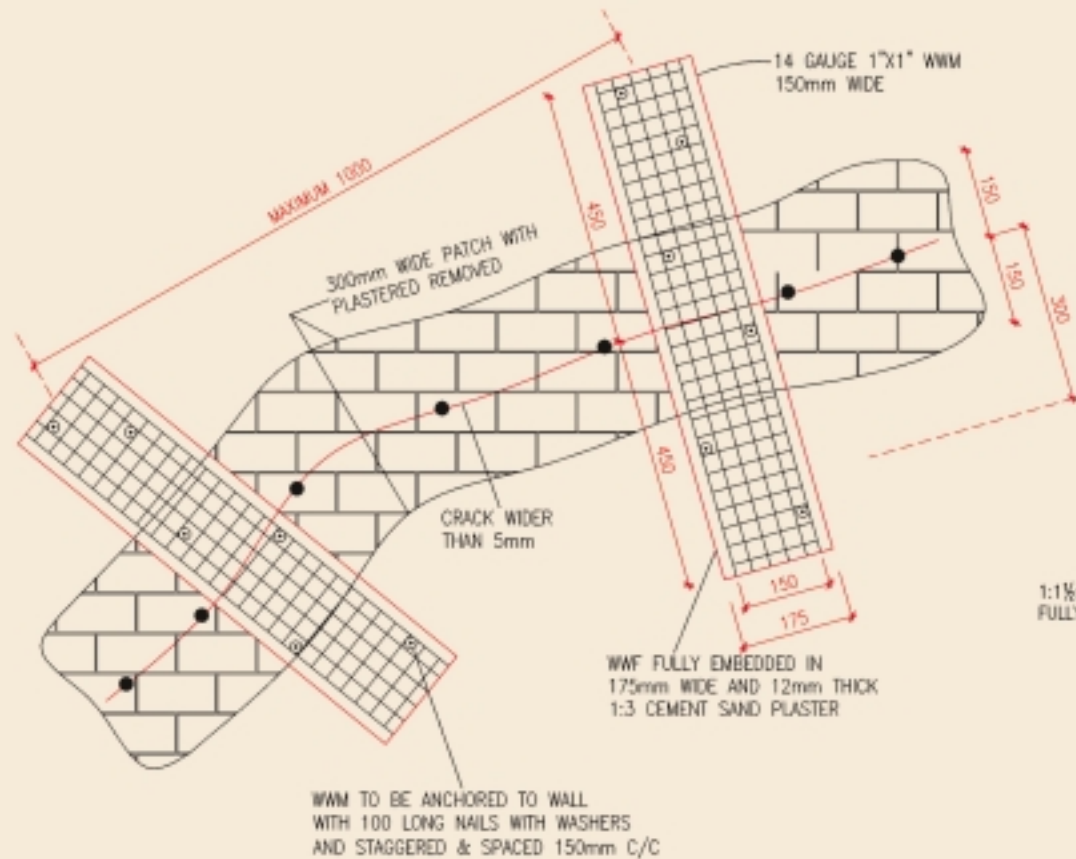 14 GAUGE 1"X1" WWM
150mm WIDE
MAXIMUM 1000
450
150
150
300
300mm WIDE PATCH WITH
PLASTERED REMOVED
450
CRACK WIDER
THAN 5mm
150
175
1:1½
FULLY
WWF FULLY EMBEDDED IN
175mm WIDE AND 12mm THICK
1:3 CEMENT SAND PLASTER
WWM TO BE ANCHORED TO WALL
WITH 100 LONG NAILS WITH WASHERS
AND STAGGERED & SPACED 150mm C/C